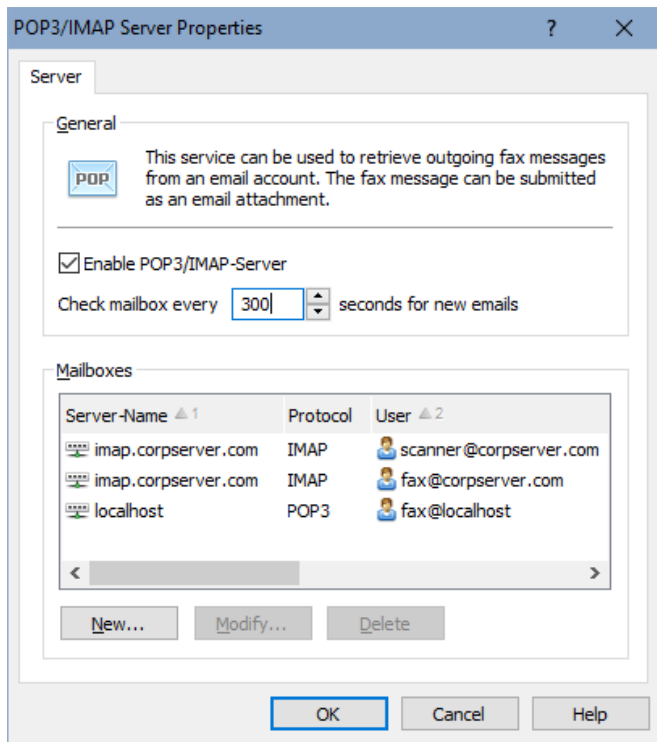 POP3/IMAP Server Properties ?
Server
General
POP
This service can be used to retrieve outgoing fax messages
from an email account. The fax message can be submitted
as an email attachment.
Enable POP3/IMAP-Server
Check mailbox every 300 seconds for new emails
Mailboxes
Server-Name 1 Protocol User 2
imap.corpserver.com IMAP scanner@corpserver.com
imap.corpserver.com IMAP fax@corpserver.com
localhost POP3 fax@localhost
New... Modify... Delete
OK Cancel Help